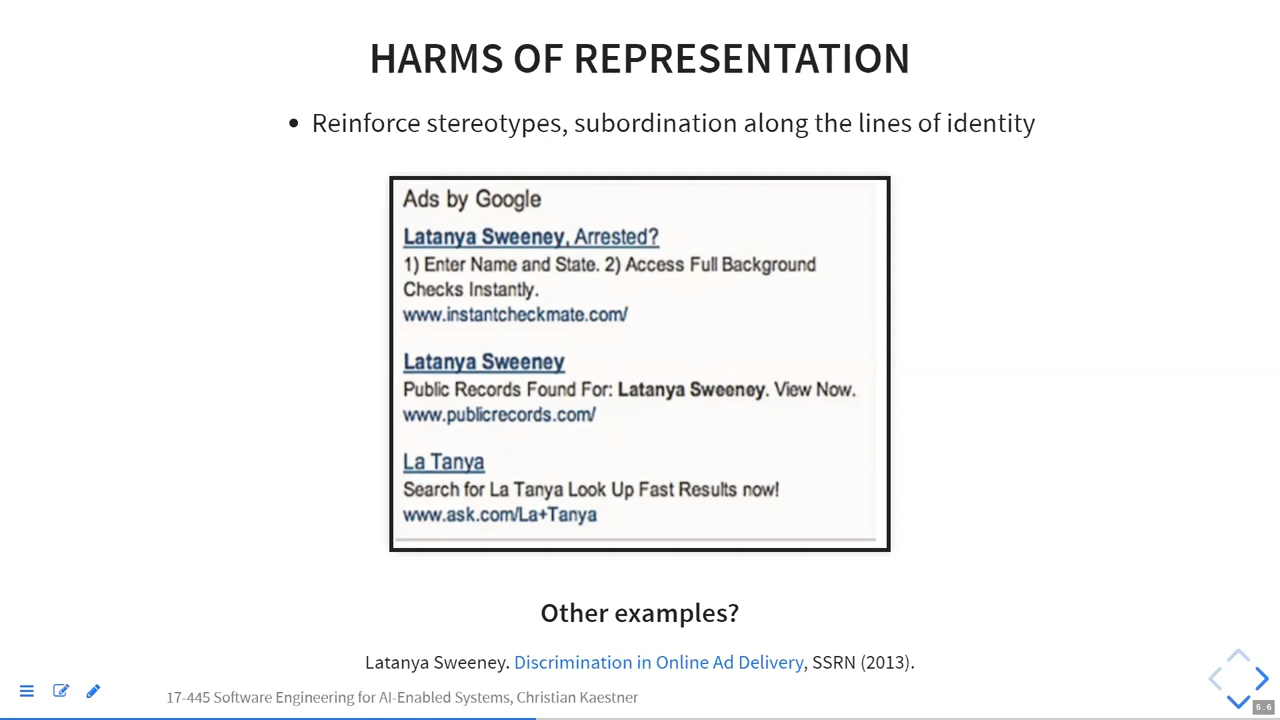 HARMS OF REPRESENTATION
• Reinforce stereotypes, subordination along the lines of identity
Ads by Google
Latanya Sweeney, Arrested?
1) Enter Name and State. 2) Access Full Background
Checks Instantly.
www.instantcheckmate.com/
Latanya Sweeney
Public Records Found For: Latanya Sweeney. View Now.
www.publicrecords.com/
La Tanya
Search for La Tanya Look Up Fast Results now!
www.ask.com/La+Tanya
Other examples?
Latanya Sweeney. Discrimination in Online Ad Delivery, SSRN (2013).
17-445 Software Engineering for AI-Enabled Systems, Christian Kaestner
6.6